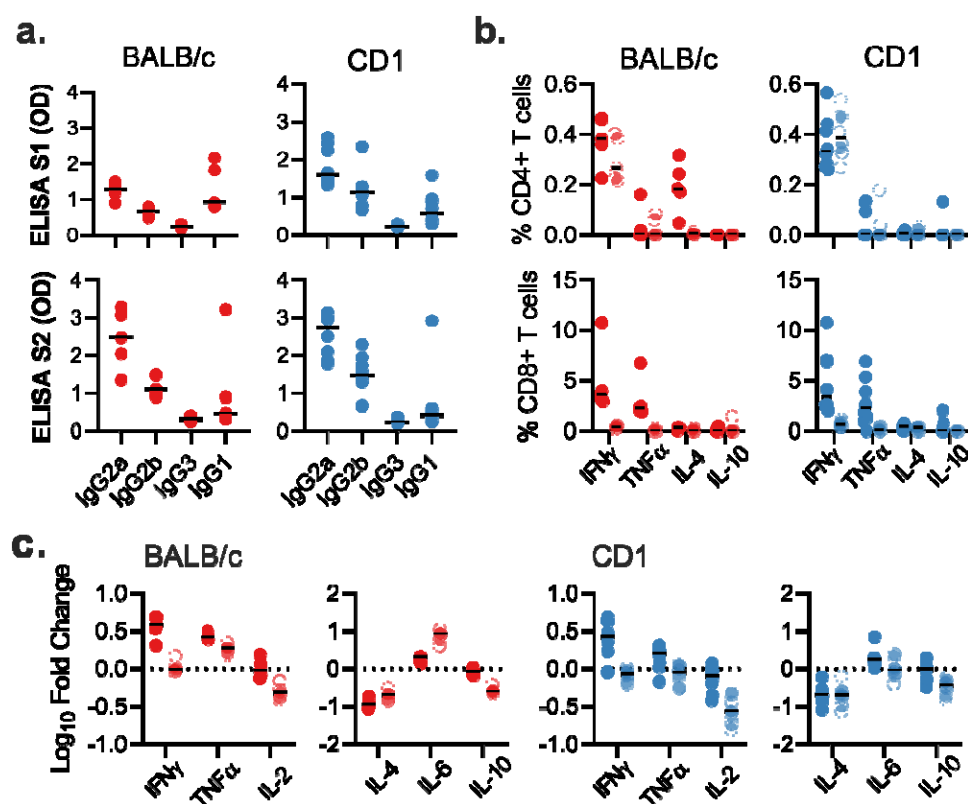 a.
BALB/c
CD1
ELISA S1 (OD)
4
3
2
1
0
4
3
2
1
0
ELISA S2 (OD)
4
3
2
1
0
4
3
2
1
0
IgG2a
IgG2b
IgG3
IgG1
IgG2a
IgG2b
IgG3
IgG1
b.
BALB/c
CD1
% CD4+ T cells
0.6
0.4
0.2
0.0
0.6
0.4
0.2
0.0
% CD8+ T cells
15
10
5
0
15
10
5
0
IFNγ
TNFα
IL-4
IL-10
IFNγ
TNFα
IL-4
IL-10
c.
BALB/c
CD1
Log10 Fold Change
1.0
0.5
0.0
-0.5
-1.0
IFNγ
TNFα
IL-2
2
1
0
-1
-2
IL-4
IL-6
IL-10
1.0
0.5
0.0
-0.5
-1.0
IFNγ
TNFα
IL-2
2
1
0
-1
-2
IL-4
IL-6
IL-10